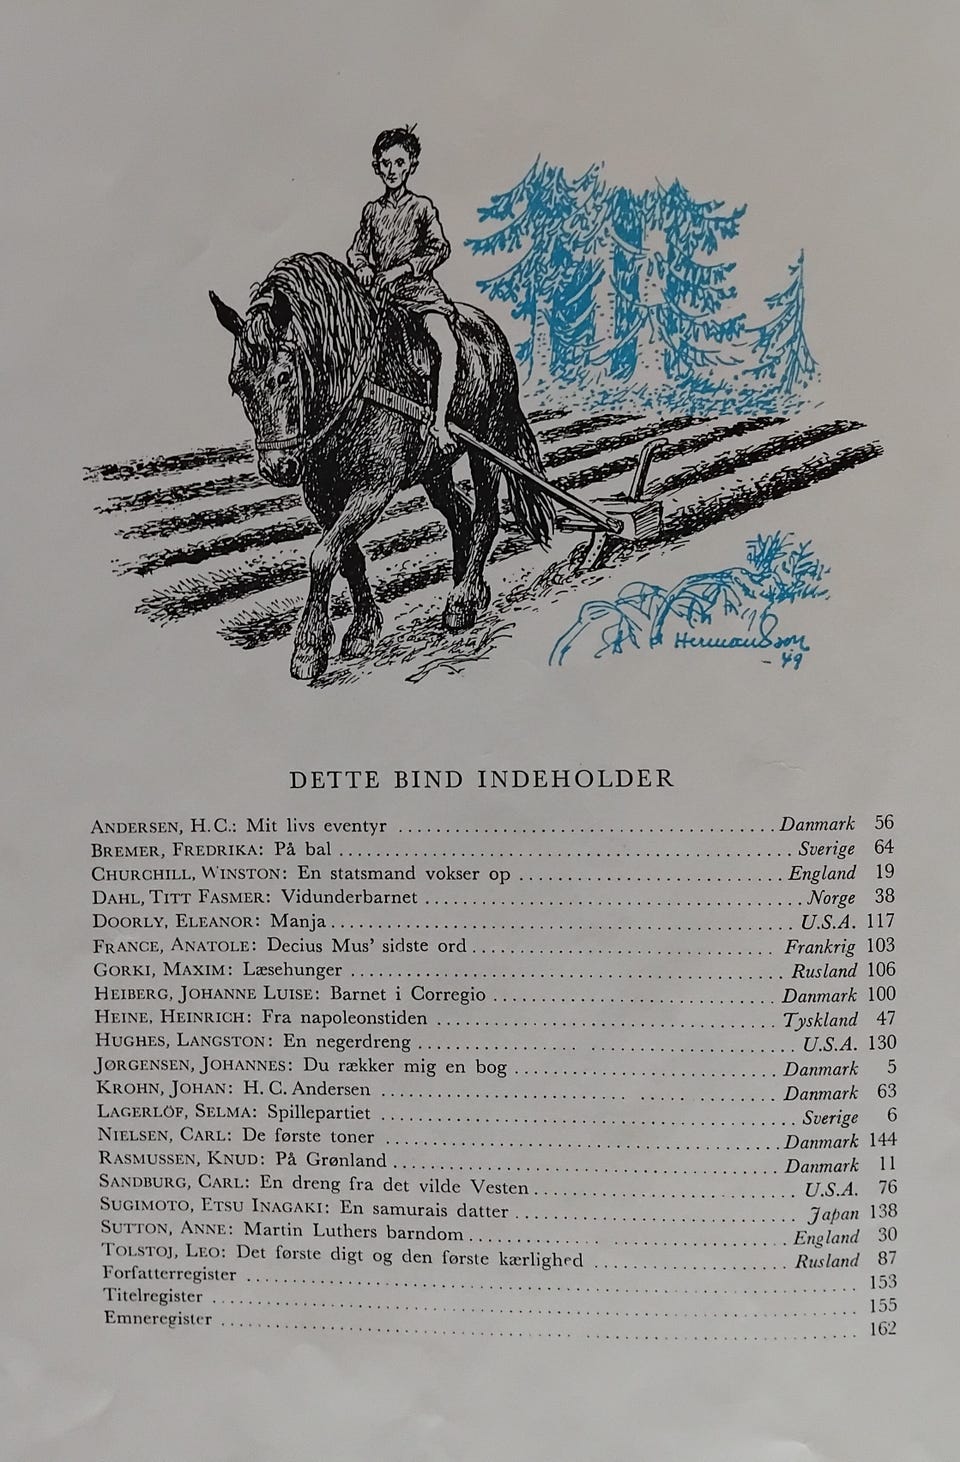 Hermansson
-49
DETTE BIND INDEHOLDER
ANDERSEN, H.C.: Mit livs eventyr ........ Danmark 56
BREMER, FREDRIKA: På bal ........ Sverige 64
CHURCHILL, WINSTON: En statsmand vokser op ........ England 19
DAHL, TITT FASMER: Vidunderbarnet ........ Norge 38
DOORLY, ELEANOR: Manja ........ U.S.A. 117
FRANCE, ANATOLE: Decius Mus' sidste ord ........ Frankrig 103
GORKI, MAXIM: Læsehunger ........ Rusland 106
HEIBERG, JOHANNE LUISE: Barnet i Corregio ........ Danmark 100
HEINE, HEINRICH: Fra napoleonstiden ........ Tyskland 47
HUGHES, LANGSTON: En negerdreng ........ U.S.A. 130
JØRGENSEN, JOHANNES: Du rækker mig en bog ........ Danmark 5
KROHN, JOHAN: H. C. Andersen ........ Danmark 63
LAGERLÖF, SELMA: Spillepartiet ........ Sverige 6
NIELSEN, CARL: De første toner ........ Danmark 144
RASMUSSEN, KNUD: På Grønland ........ Danmark 11
SANDBURG, CARL: En dreng fra det vilde Vesten ........ U.S.A. 76
SUGIMOTO, ETSU INAGAKI: En samurais datter ........ Japan 138
SUTTON, ANNE: Martin Luthers barndom ........ England 30
TOLSTOJ, LEO: Det første digt og den første kærlighed ........ Rusland 87
Forfatterregister ........ 153
Titelregister ........ 155
Emneregister ........ 162